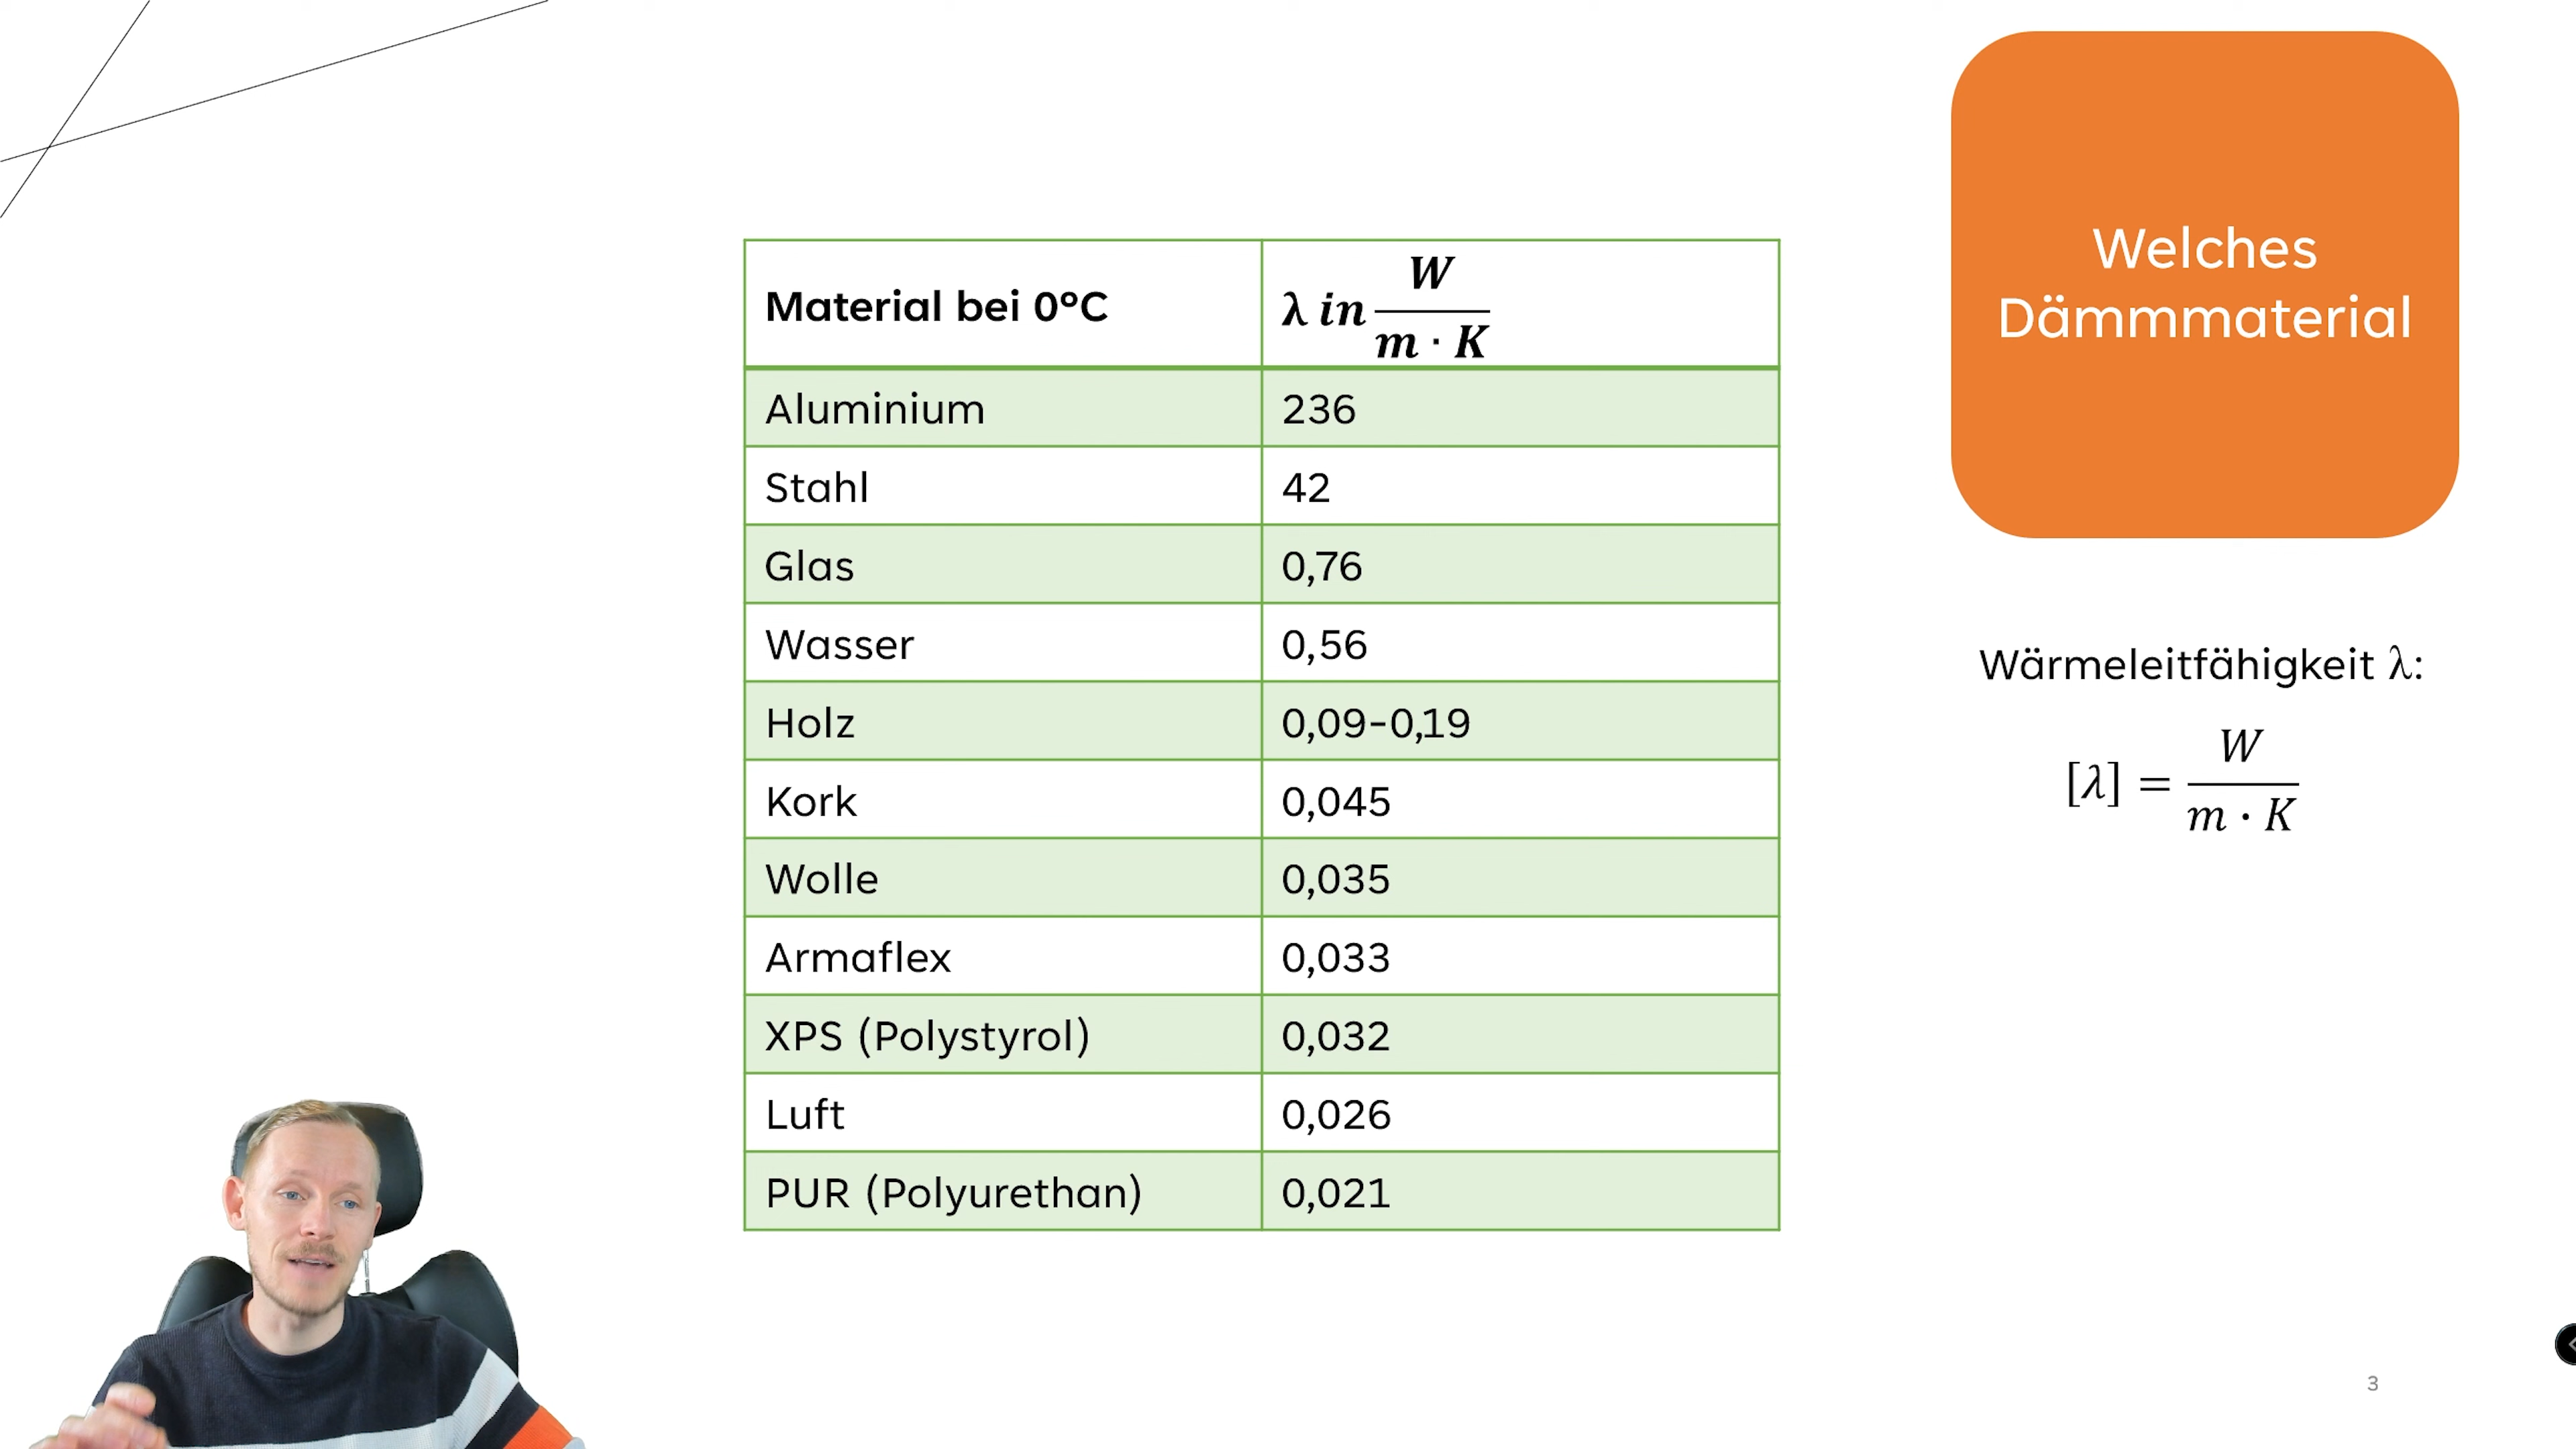 Welches
Dämmmaterial
Material bei 0°C
λ in W/(m · K)
Aluminium 236
Stahl 42
Glas 0,76
Wasser 0,56
Holz 0,09-0,19
Kork 0,045
Wolle 0,035
Armaflex 0,033
XPS (Polystyrol) 0,032
Luft 0,026
PUR (Polyurethan) 0,021
Wärmeleitfähigkeit λ:
[λ] = W/(m · K)
3